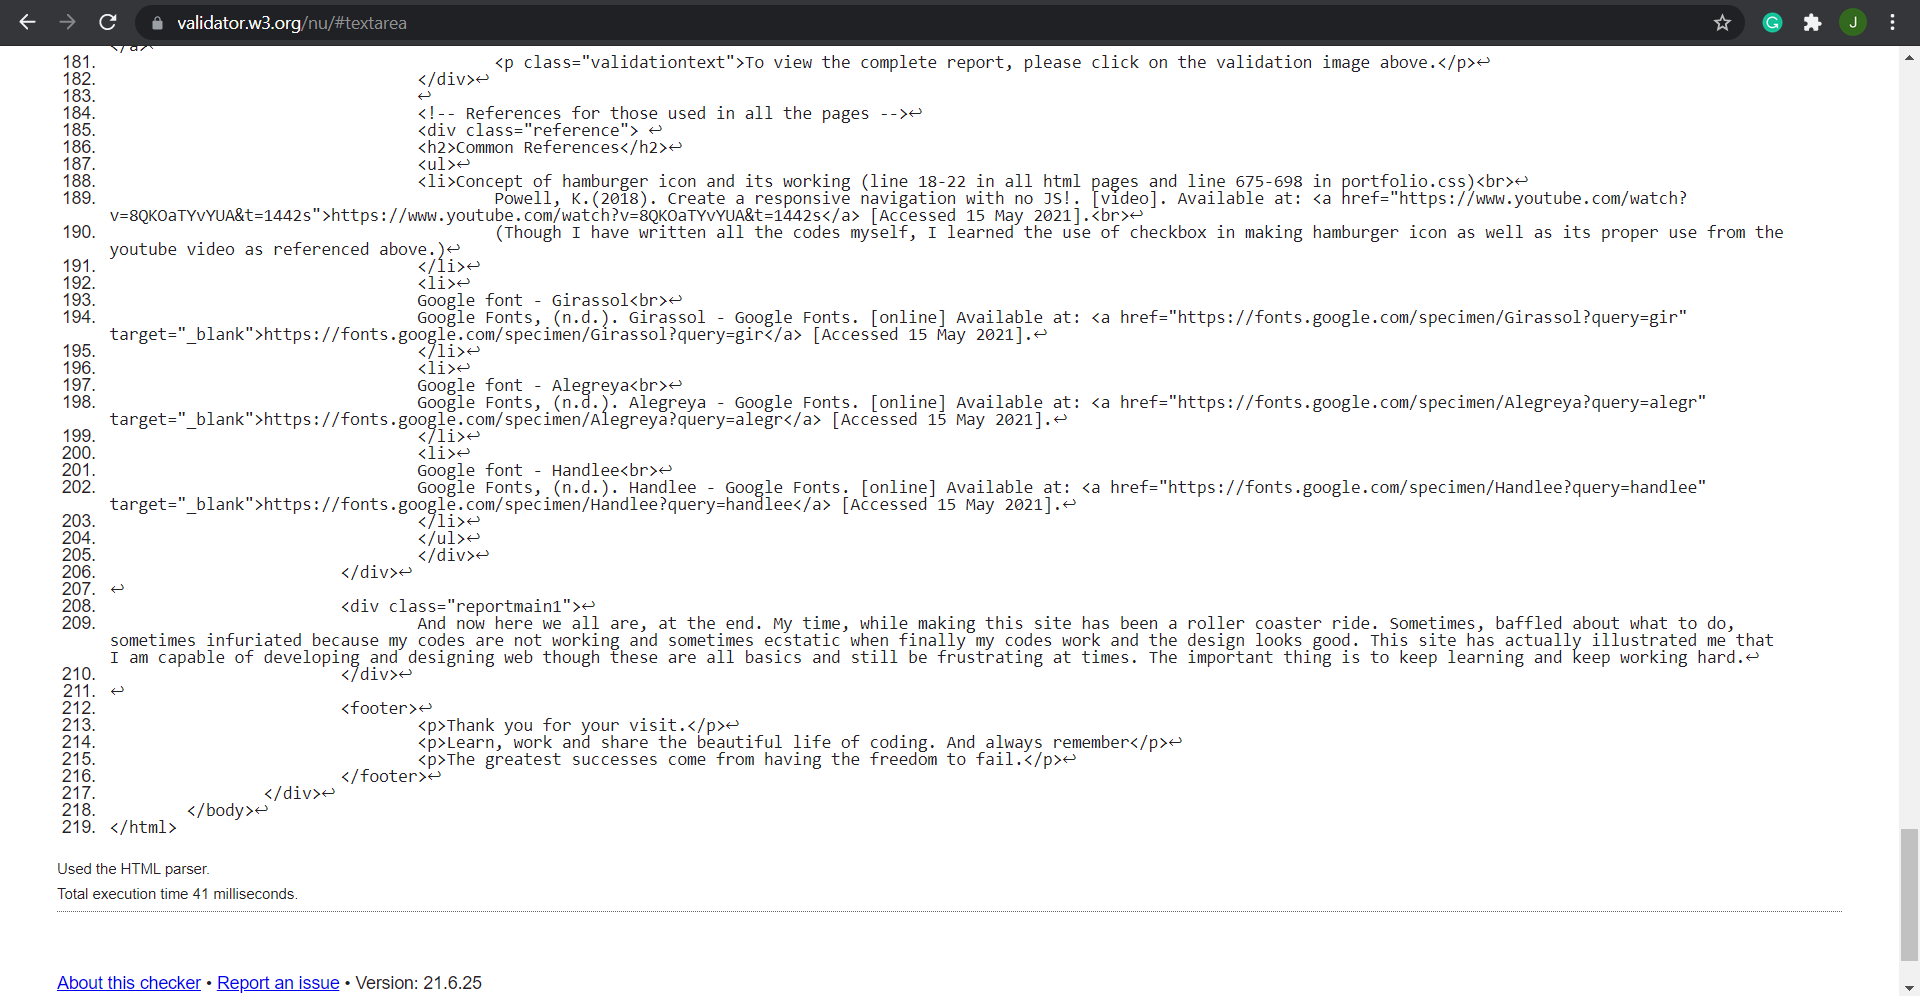 validator.w3.org/nu/#textarea
J
</a>↩
181. <p class="validationtext">To view the complete report, please click on the validation image above.</p>↩
182. </div>↩
183. ↩
184. <!-- References for those used in all the pages -->↩
185. <div class="reference"> ↩
186. <h2>Common References</h2>↩
187. <ul>↩
188. <li>Concept of hamburger icon and its working (line 18-22 in all html pages and line 675-698 in portfolio.css)<br>↩
189. Powell, K.(2018). Create a responsive navigation with no JS!. [video]. Available at: <a href="https://www.youtube.com/watch?
v=8QKOaTYvYUA&t=1442s">https://www.youtube.com/watch?v=8QKOaTYvYUA&t=1442s</a> [Accessed 15 May 2021].<br>↩
190. (Though I have written all the codes myself, I learned the use of checkbox in making hamburger icon as well as its proper use from the
youtube video as referenced above.)↩
191. </li>↩
192. <li>↩
193. Google font - Girassol<br>↩
194. Google Fonts, (n.d.). Girassol - Google Fonts. [online] Available at: <a href="https://fonts.google.com/specimen/Girassol?query=gir"
target="_blank">https://fonts.google.com/specimen/Girassol?query=gir</a> [Accessed 15 May 2021].↩
195. </li>↩
196. <li>↩
197. Google font - Alegreya<br>↩
198. Google Fonts, (n.d.). Alegreya - Google Fonts. [online] Available at: <a href="https://fonts.google.com/specimen/Alegreya?query=alegr"
target="_blank">https://fonts.google.com/specimen/Alegreya?query=alegr</a> [Accessed 15 May 2021].↩
199. </li>↩
200. <li>↩
201. Google font - Handlee<br>↩
202. Google Fonts, (n.d.). Handlee - Google Fonts. [online] Available at: <a href="https://fonts.google.com/specimen/Handlee?query=handlee"
target="_blank">https://fonts.google.com/specimen/Handlee?query=handlee</a> [Accessed 15 May 2021].↩
203. </li>↩
204. </ul>↩
205. </div>↩
206. </div>↩
207. ↩
208. <div class="reportmain1">↩
209. And now here we all are, at the end. My time, while making this site has been a roller coaster ride. Sometimes, baffled about what to do,
sometimes infuriated because my codes are not working and sometimes ecstatic when finally my codes work and the design looks good. This site has actually illustrated me that
I am capable of developing and designing web though these are all basics and still be frustrating at times. The important thing is to keep learning and keep working hard.↩
210. </div>↩
211. ↩
212. <footer>↩
213. <p>Thank you for your visit.</p>↩
214. <p>Learn, work and share the beautiful life of coding. And always remember</p>↩
215. <p>The greatest successes come from having the freedom to fail.</p>↩
216. </footer>↩
217. </div>↩
218. </body>↩
219. </html>
Used the HTML parser.
Total execution time 41 milliseconds.
About this checker • Report an issue • Version: 21.6.25